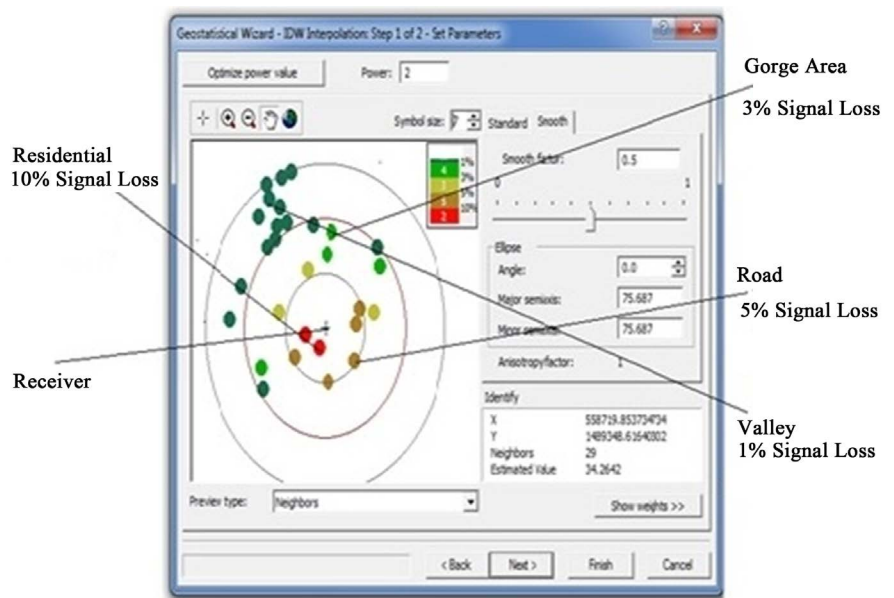 Geostatistical Wizard - IDW Interpolation: Step 1 of 2 - Set Parameters
Optimize power value
Power: 2
Gorge Area
3% Signal Loss
Symbol size: 7
Standard
Smooth
Residential
10% Signal Loss
1%
4 3%
3 5%
10%
2
Smooth factor: 0.5
0 1
Ellipse
Angle: 0.0
Major semiaxis: 75.687
Minor semiaxis: 75.687
Anisotropy factor: 1
Road
5% Signal Loss
Receiver
Identify
X 558719.853734734
Y
Neighbors 29
Estimated Value 34.2642
Valley
1% Signal Loss
Preview type: Neighbors
Show weights >>
< Back
Next >
Finish
Cancel